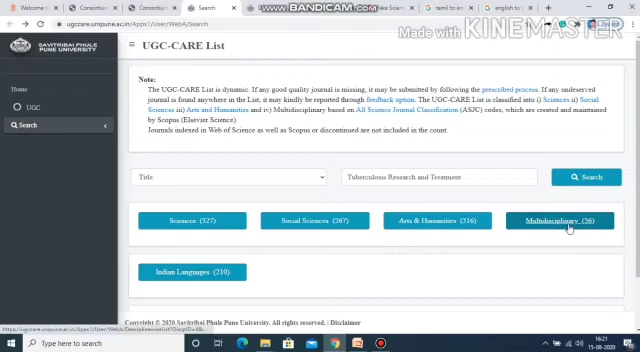 Welcome to
Consortium
Consortium
Search
www.BANDICAM.com
ake Scienc
tamil to en
english to
ugccare.unipune.ac.in/Apps1/User/WebA/Search
Made with KINEMASTER
SAVITRIBAI PHULE
PUNE UNIVERSITY
UGC-CARE List
Home
UGC
Search
Note:
The UGC-CARE List is dynamic. If any good quality journal is missing, it may be submitted by following the prescribed process. If any undeserved
journal is found anywhere in the List, it may kindly be reported through feedback option. The UGC-CARE List is classified into i) Sciences ii) Social
Sciences iii) Arts and Humanities and iv) Multidisciplinary based on All Science Journal Classification (ASJC) codes, which are created and maintained
by Scopus (Elsevier Science).
Journals indexed in Web of Science as well as Scopus or discontinued are not included in the count.
Title
Tuberculosis Research and Treatment
Search
Sciences (327)
Social Sciences (267)
Arts & Humanities (316)
Multidisciplinary (36)
Indian Languages (210)
Copyright © 2020 Savitribai Phule Pune University. All rights reserved. | Disclaimer
Type here to search
ENG
16:21
15-08-2020